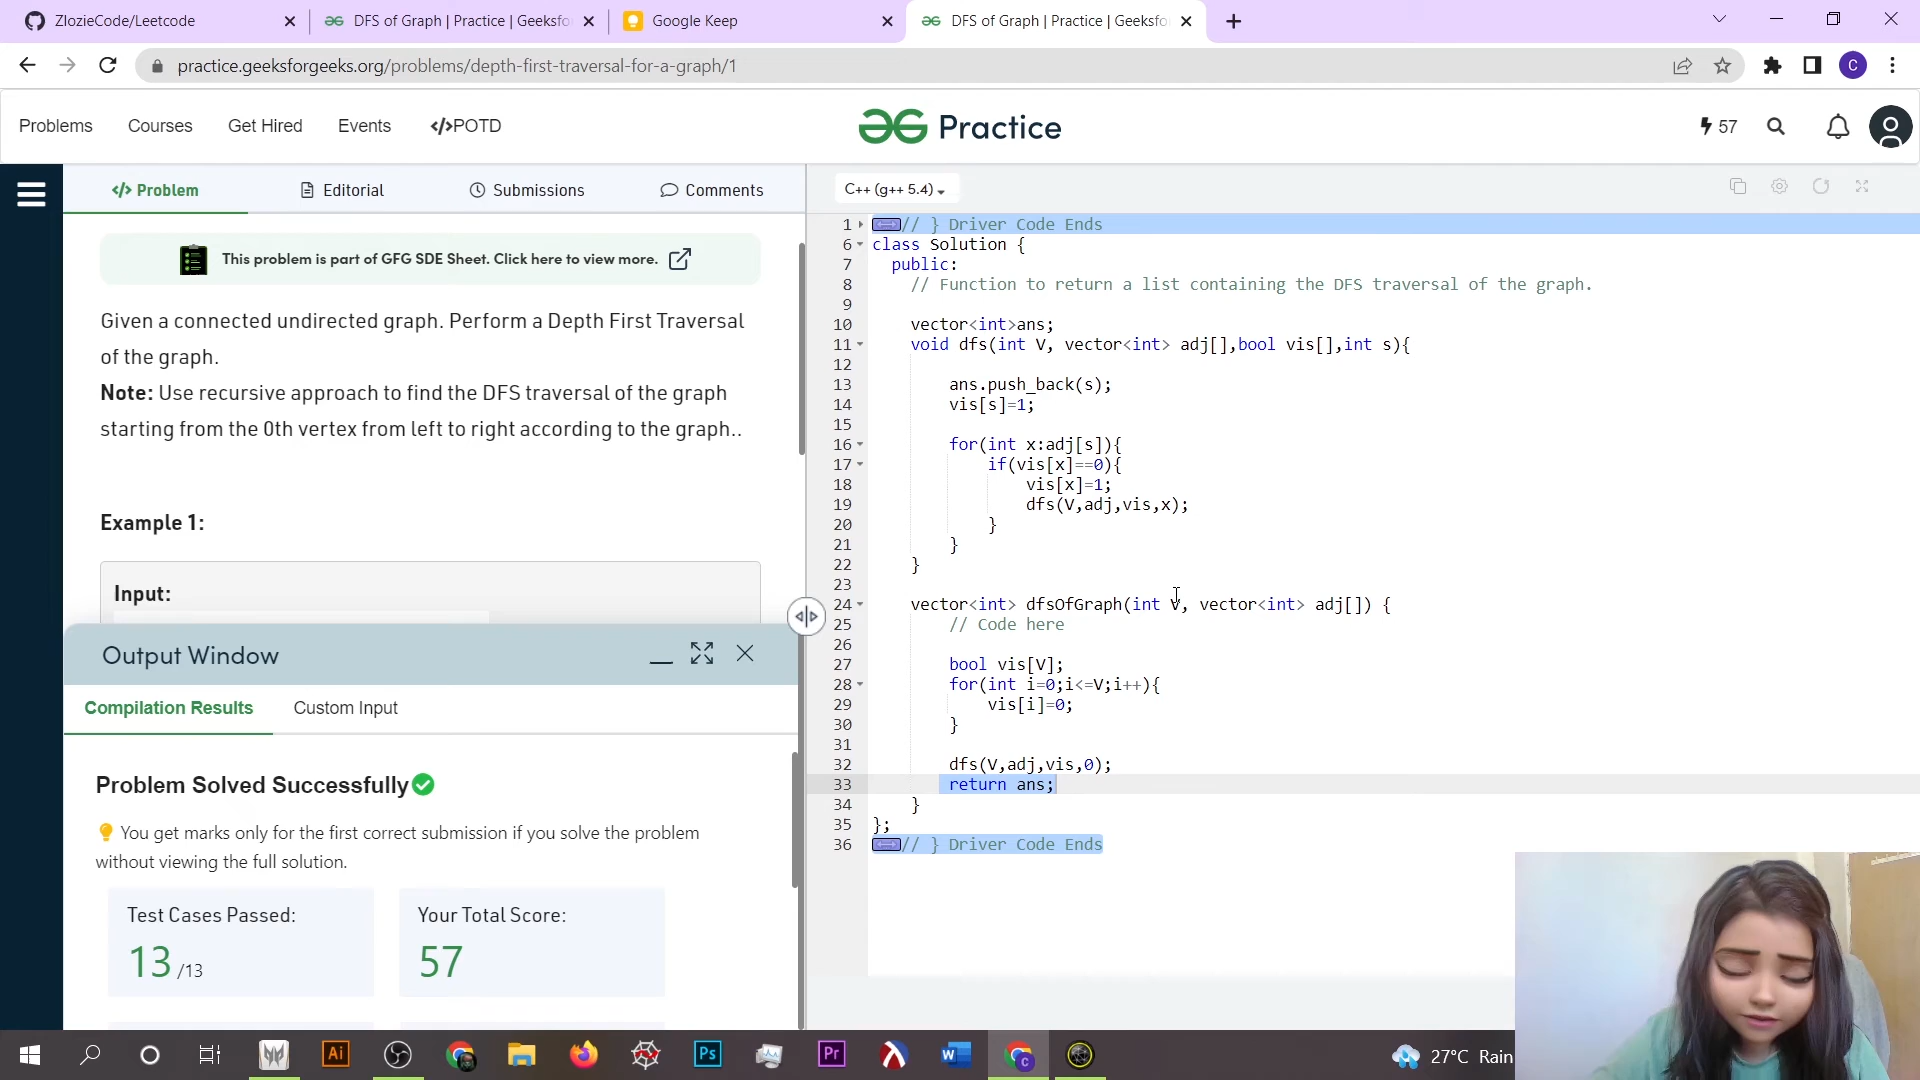 ZlozieCode/Leetcode
DFS of Graph | Practice | Geeksfo
Google Keep
DFS of Graph | Practice | Geeksfo
practice.geeksforgeeks.org/problems/depth-first-traversal-for-a-graph/1
C
Problems
Courses
Get Hired
Events
</>POTD
Practice
57
</> Problem
Editorial
Submissions
Comments
This problem is part of GFG SDE Sheet. Click here to view more.
Given a connected undirected graph. Perform a Depth First Traversal
of the graph.
Note: Use recursive approach to find the DFS traversal of the graph
starting from the 0th vertex from left to right according to the graph..
Example 1:
Input:
Output Window
Compilation Results
Custom Input
Problem Solved Successfully
You get marks only for the first correct submission if you solve the problem
without viewing the full solution.
Test Cases Passed:
13 /13
Your Total Score:
57
C++ (g++ 5.4)
1 // } Driver Code Ends
6 class Solution {
7 public:
8 // Function to return a list containing the DFS traversal of the graph.
9
10 vector<int>ans;
11 void dfs(int V, vector<int> adj[],bool vis[],int s){
12
13 ans.push_back(s);
14 vis[s]=1;
15
16 for(int x:adj[s]){
17 if(vis[x]==0){
18 vis[x]=1;
19 dfs(V,adj,vis,x);
20 }
21 }
22 }
23
24 vector<int> dfsOfGraph(int V, vector<int> adj[]) {
25 // Code here
26
27 bool vis[V];
28 for(int i=0;i<=V;i++){
29 vis[i]=0;
30 }
31
32 dfs(V,adj,vis,0);
33 return ans;
34 }
35 };
36 // } Driver Code Ends
Ai
Ps
Pr
W
C
27°C Rain